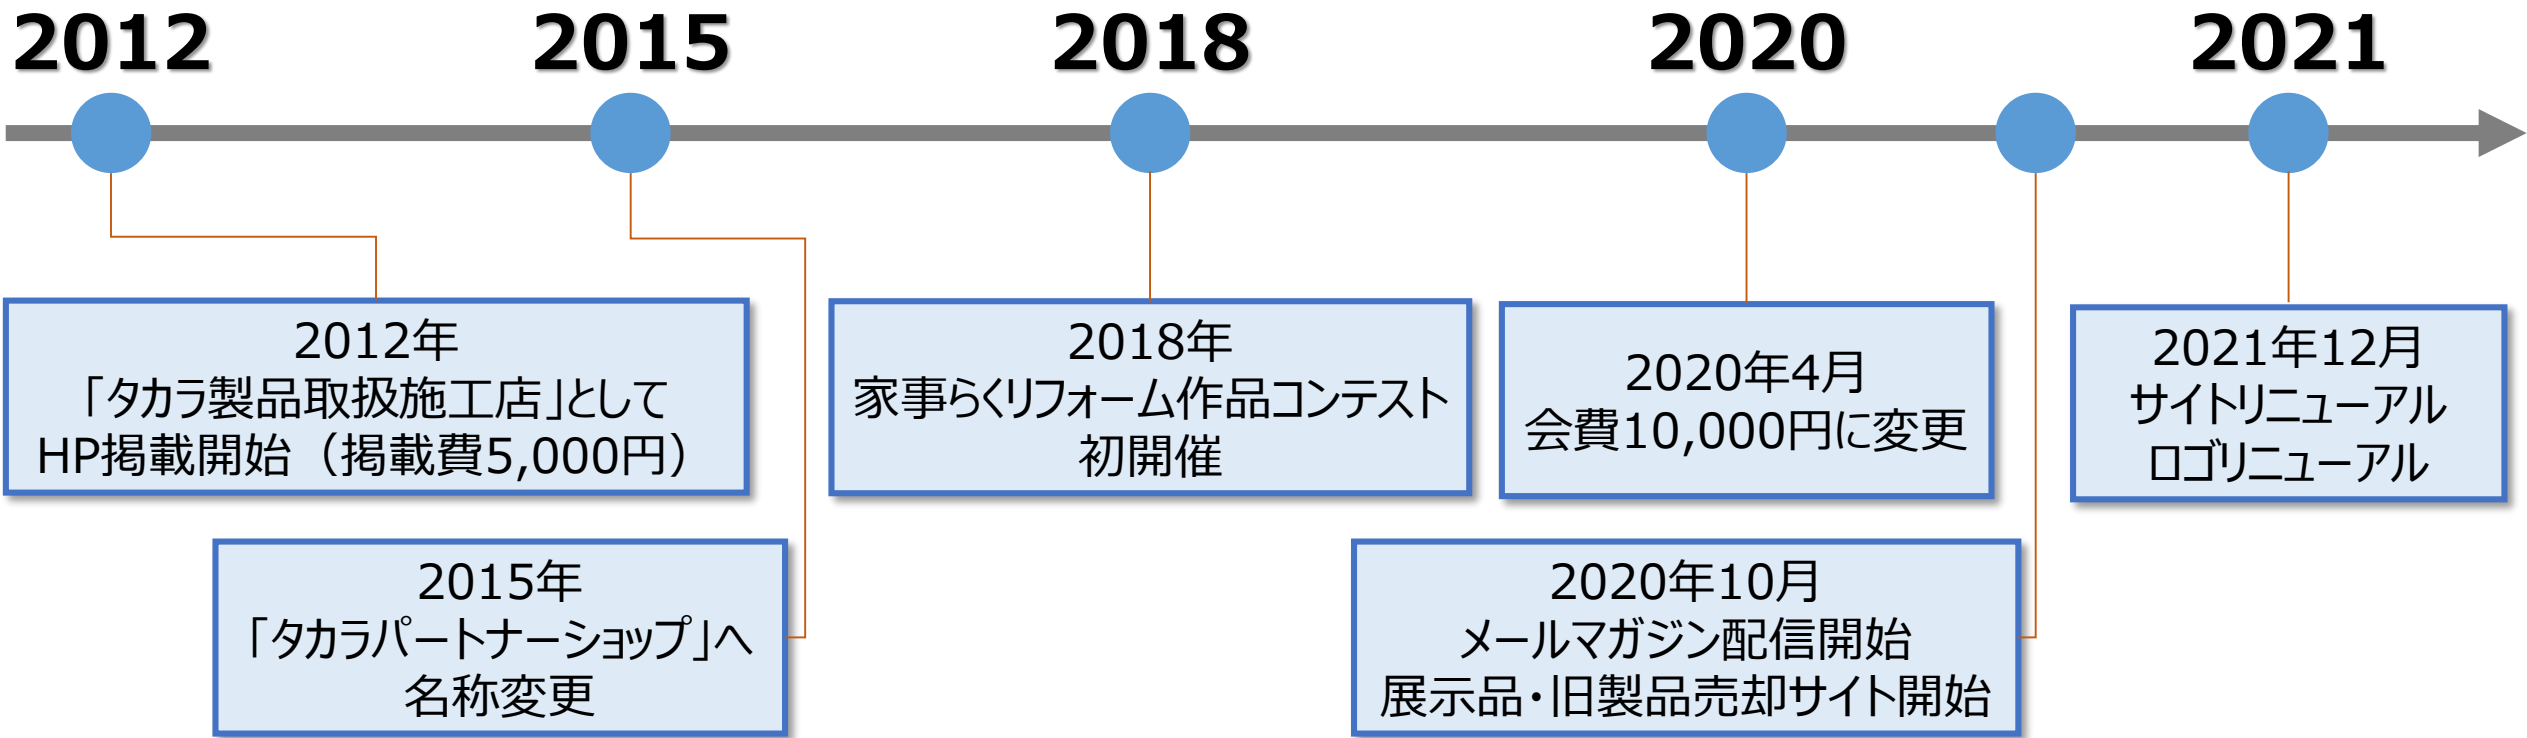 2012
2015
2018
2020
2021
2012年
「タカラ製品取扱施工店」として
HP掲載開始（掲載費5,000円）
2018年
家事らくリフォーム作品コンテスト
初開催
2020年4月
会費10,000円に変更
2021年12月
サイトリニューアル
ロゴリニューアル
2015年
「タカラパートナーショップ」へ
名称変更
2020年10月
メールマガジン配信開始
展示品・旧製品売却サイト開始